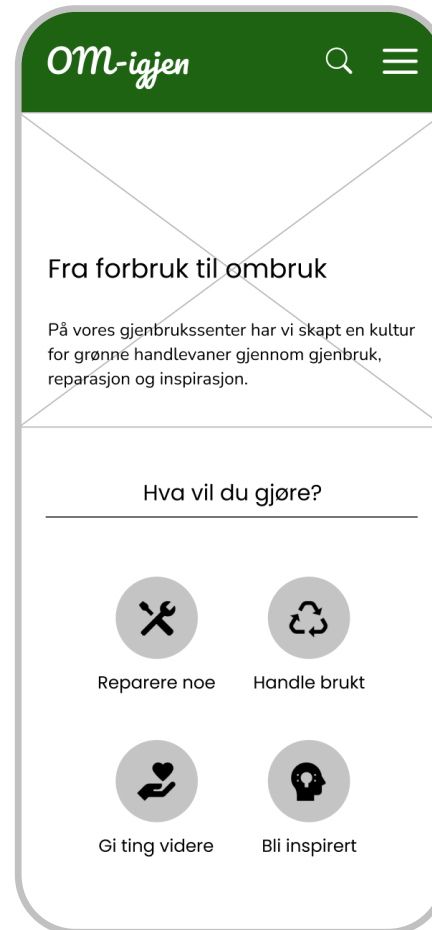 OM-igjen
Fra forbruk til ombruk
På vores gjenbrukssenter har vi skapt en kultur
for grønne handlevaner gjennom gjenbruk,
reparasjon og inspirasjon.
Hva vil du gjøre?
Reparere noe
Handle brukt
Gi ting videre
Bli inspirert